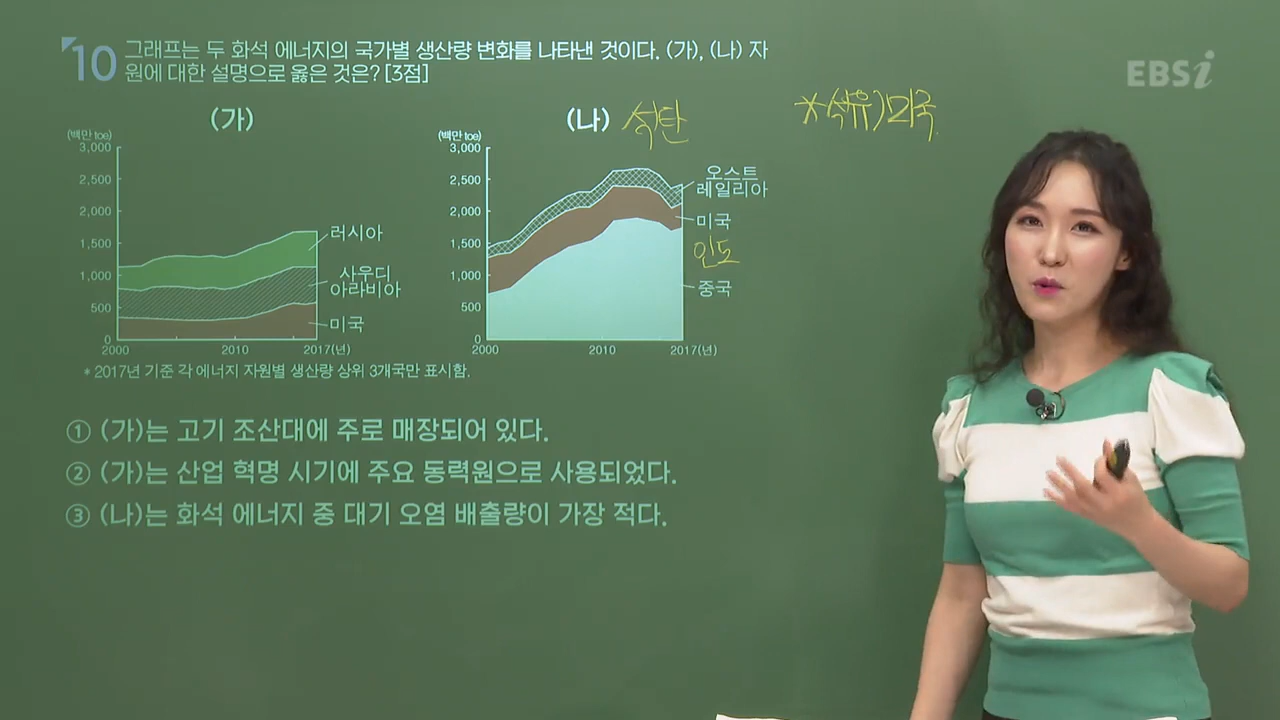 10 그래프는 두 화석 에너지의 국가별 생산량 변화를 나타낸 것이다. (가), (나) 자
원에 대한 설명으로 옳은 것은? [3점]
EBSi
(가)
(나) 석탄
*석유) 미국
(백만 toe)
3,000
2,500
2,000
1,500
1,000
500
0
2000
2010
2017(년)
러시아
사우디
아라비아
미국
(백만 toe)
3,000
2,500
2,000
1,500
1,000
500
0
2000
2010
2017(년)
오스트
레일리아
미국
인도
중국
* 2017년 기준 각 에너지 자원별 생산량 상위 3개국만 표시함.
① (가)는 고기 조산대에 주로 매장되어 있다.
② (가)는 산업 혁명 시기에 주요 동력원으로 사용되었다.
③ (나)는 화석 에너지 중 대기 오염 배출량이 가장 적다.